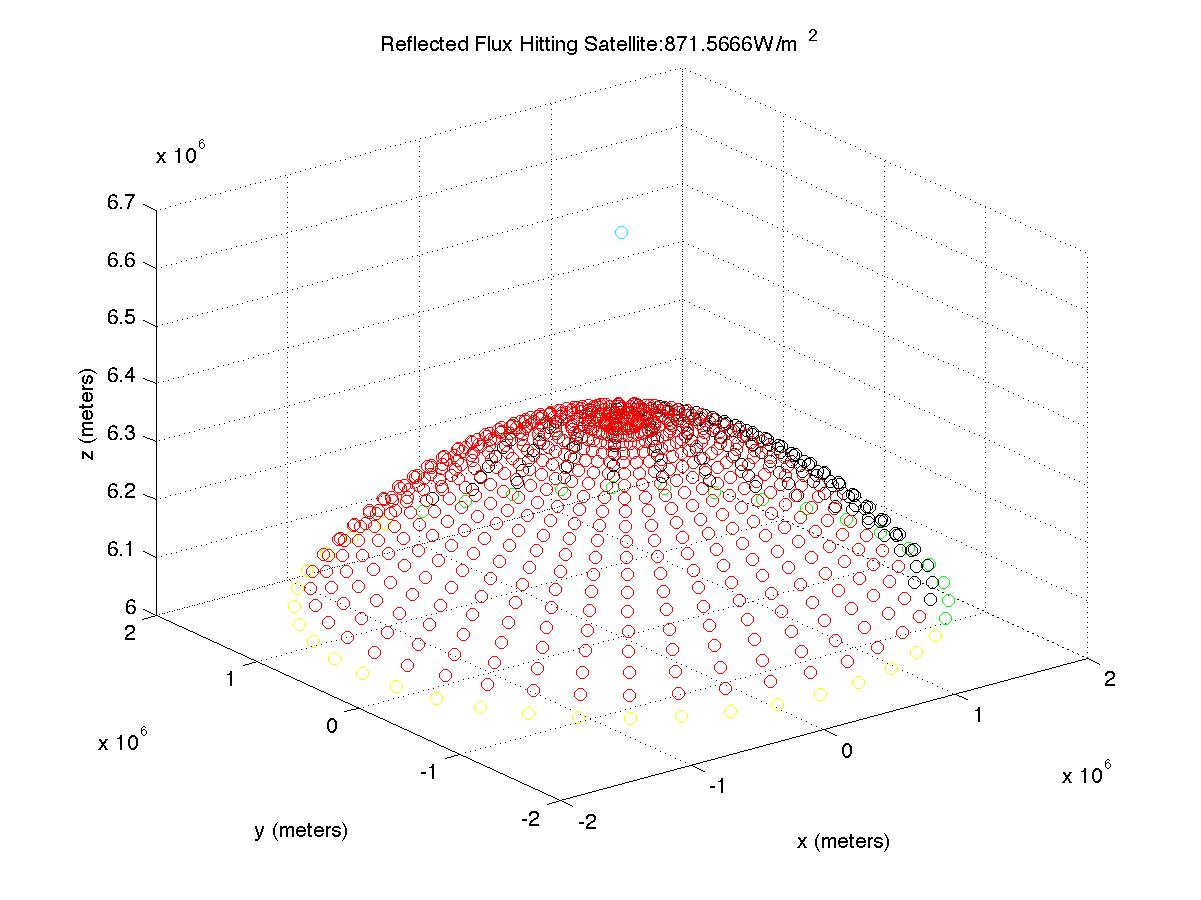 Reflected Flux Hitting Satellite:871.5666W/m 2
x 10^6
6.7
6.6
6.5
6.4
6.3
6.2
6.1
6
z (meters)
2
1
0
-1
-2
x 10^6
y (meters)
-2
-1
0
1
2
x 10^6
x (meters)